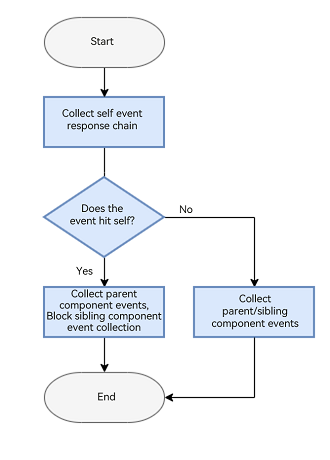 Start
Collect self event
response chain
Does the
event hit self?
No
Yes
Collect parent
component events,
Block sibling component
event collection
Collect
parent/sibling
component events
End